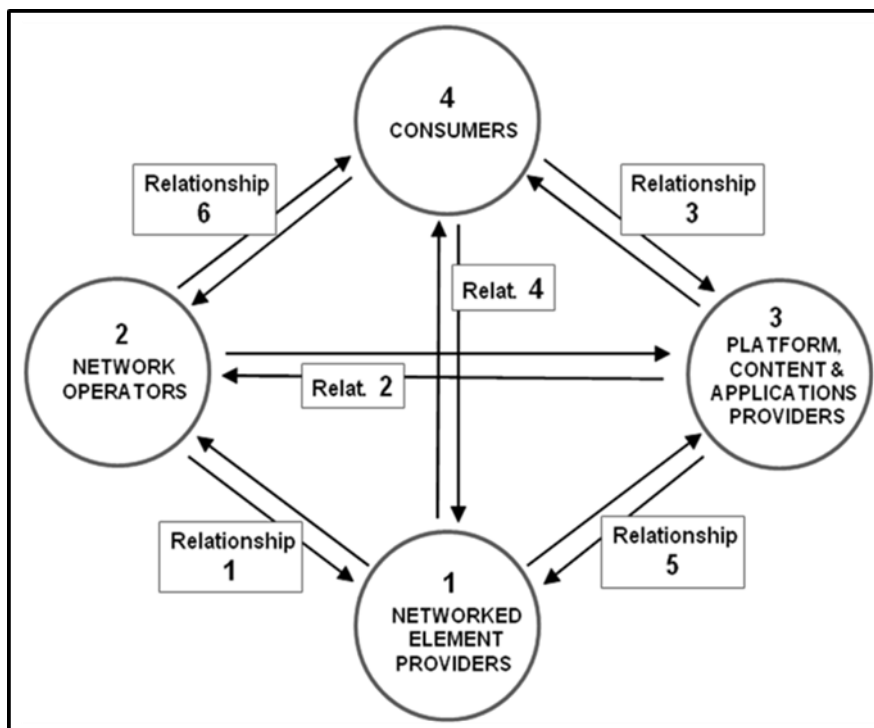 4
CONSUMERS
Relationship
6
Relationship
3
Relat. 4
2
NETWORK
OPERATORS
3
PLATFORM,
CONTENT &
APPLICATIONS
PROVIDERS
Relat. 2
Relationship
1
Relationship
5
1
NETWORKED
ELEMENT
PROVIDERS